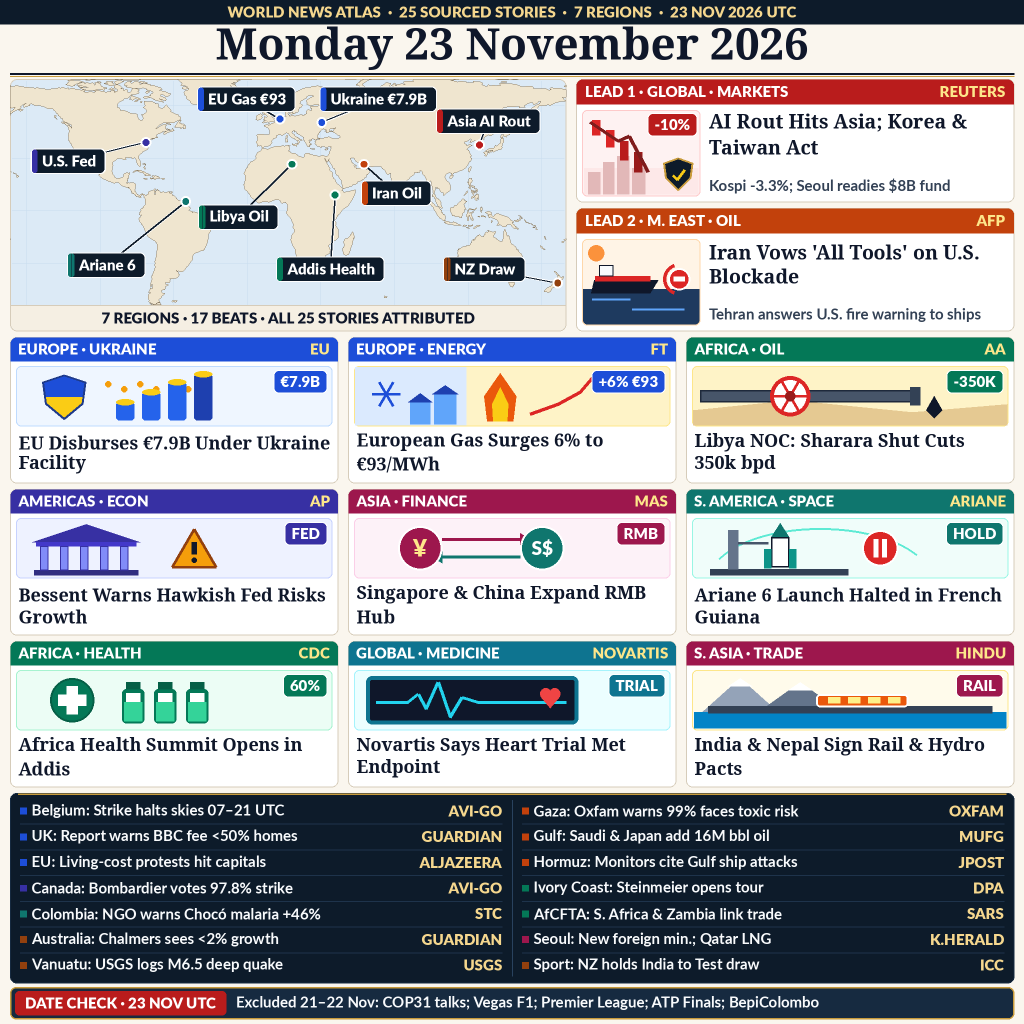 WORLD NEWS ATLAS · 25 SOURCED STORIES · 7 REGIONS · 23 NOV 2026 UTC
Monday 23 November 2026
EU Gas €93
Ukraine €7.9B
Asia AI Rout
U.S. Fed
Iran Oil
Libya Oil
Ariane 6
Addis Health
NZ Draw
7 REGIONS · 17 BEATS · ALL 25 STORIES ATTRIBUTED
LEAD 1 · GLOBAL · MARKETS REUTERS
-10%
AI Rout Hits Asia; Korea &
Taiwan Act
Kospi -3.3%; Seoul readies $8B fund
LEAD 2 · M. EAST · OIL AFP
Iran Vows 'All Tools' on U.S.
Blockade
Tehran answers U.S. fire warning to ships
EUROPE · UKRAINE EU
€7.9B
EU Disburses €7.9B Under Ukraine
Facility
EUROPE · ENERGY FT
+6% €93
European Gas Surges 6% to
€93/MWh
AFRICA · OIL AA
-350K
Libya NOC: Sharara Shut Cuts
350k bpd
AMERICAS · ECON AP
FED
Bessent Warns Hawkish Fed Risks
Growth
ASIA · FINANCE MAS
¥
S$
RMB
Singapore & China Expand RMB
Hub
S. AMERICA · SPACE ARIANE
HOLD
Ariane 6 Launch Halted in French
Guiana
AFRICA · HEALTH CDC
60%
Africa Health Summit Opens in
Addis
GLOBAL · MEDICINE NOVARTIS
TRIAL
Novartis Says Heart Trial Met
Endpoint
S. ASIA · TRADE HINDU
RAIL
India & Nepal Sign Rail & Hydro
Pacts
Belgium: Strike halts skies 07–21 UTC AVI-GO
UK: Report warns BBC fee <50% homes GUARDIAN
EU: Living-cost protests hit capitals ALJAZEERA
Canada: Bombardier votes 97.8% strike AVI-GO
Colombia: NGO warns Chocó malaria +46% STC
Australia: Chalmers sees <2% growth GUARDIAN
Vanuatu: USGS logs M6.5 deep quake USGS
Gaza: Oxfam warns 99% faces toxic risk OXFAM
Gulf: Saudi & Japan add 16M bbl oil MUFG
Hormuz: Monitors cite Gulf ship attacks JPOST
Ivory Coast: Steinmeier opens tour DPA
AfCFTA: S. Africa & Zambia link trade SARS
Seoul: New foreign min.; Qatar LNG K.HERALD
Sport: NZ holds India to Test draw ICC
DATE CHECK · 23 NOV UTC Excluded 21–22 Nov: COP31 talks; Vegas F1; Premier League; ATP Finals; BepiColombo